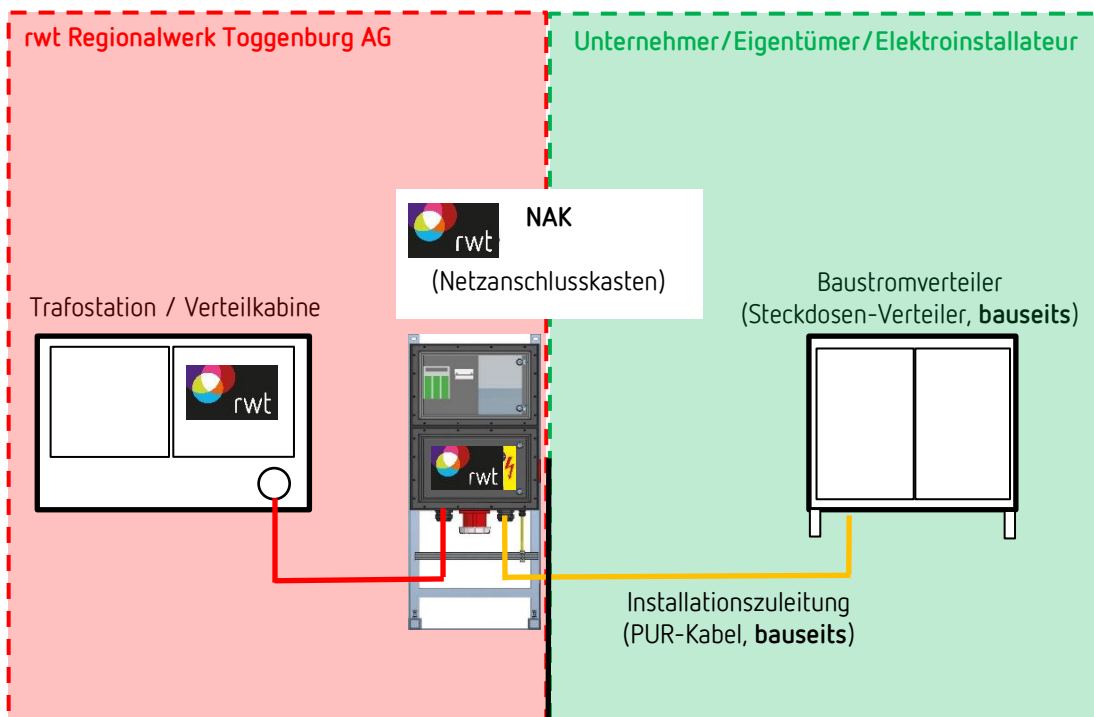 rwt Regionalwerk Toggenburg AG
Unternehmer/Eigentümer/Elektroinstallateur
rwt
NAK
(Netzanschlusskasten)
Trafostation / Verteilkabine
rwt
Baustromverteiler
(Steckdosen-Verteiler, bauseits)
rwt
Installationszuleitung
(PUR-Kabel, bauseits)